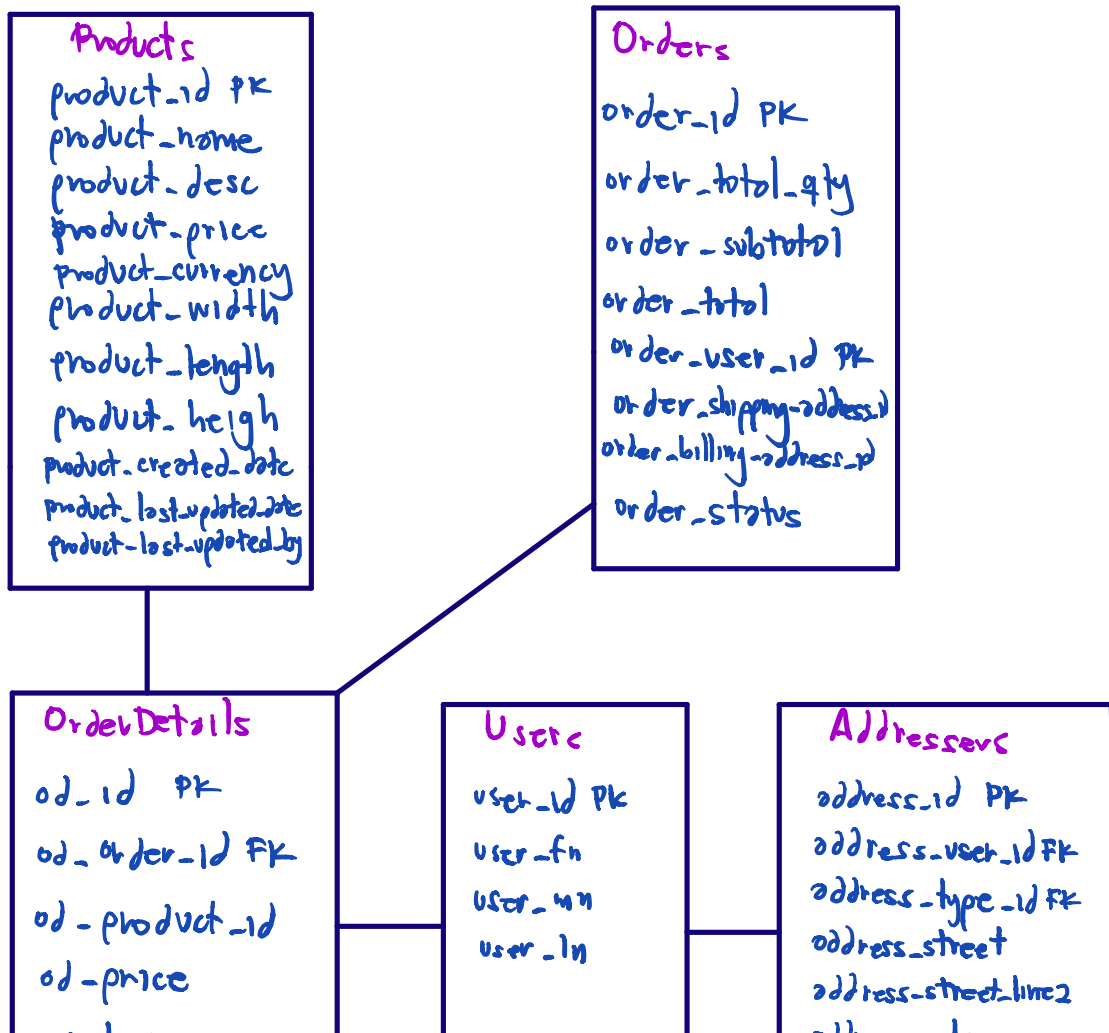 Products
product_id PK
product_name
product_desc
product_price
product_currency
product_width
product_length
product_heigh
product_created_date
product_last_updated_date
product_last_updated_by
Orders
order_id PK
order_total_qty
order_subtotal
order_total
order_user_id PK
order_shipping_address_id
order_billing_address_id
order_status
OrderDetails
od_id PK
od_order_id FK
od_product_id
od_price
Users
user_id PK
user_fn
user_mn
user_ln
Addressers
address_id PK
address_user_id FK
address_type_id FK
address_street
address_street_line2